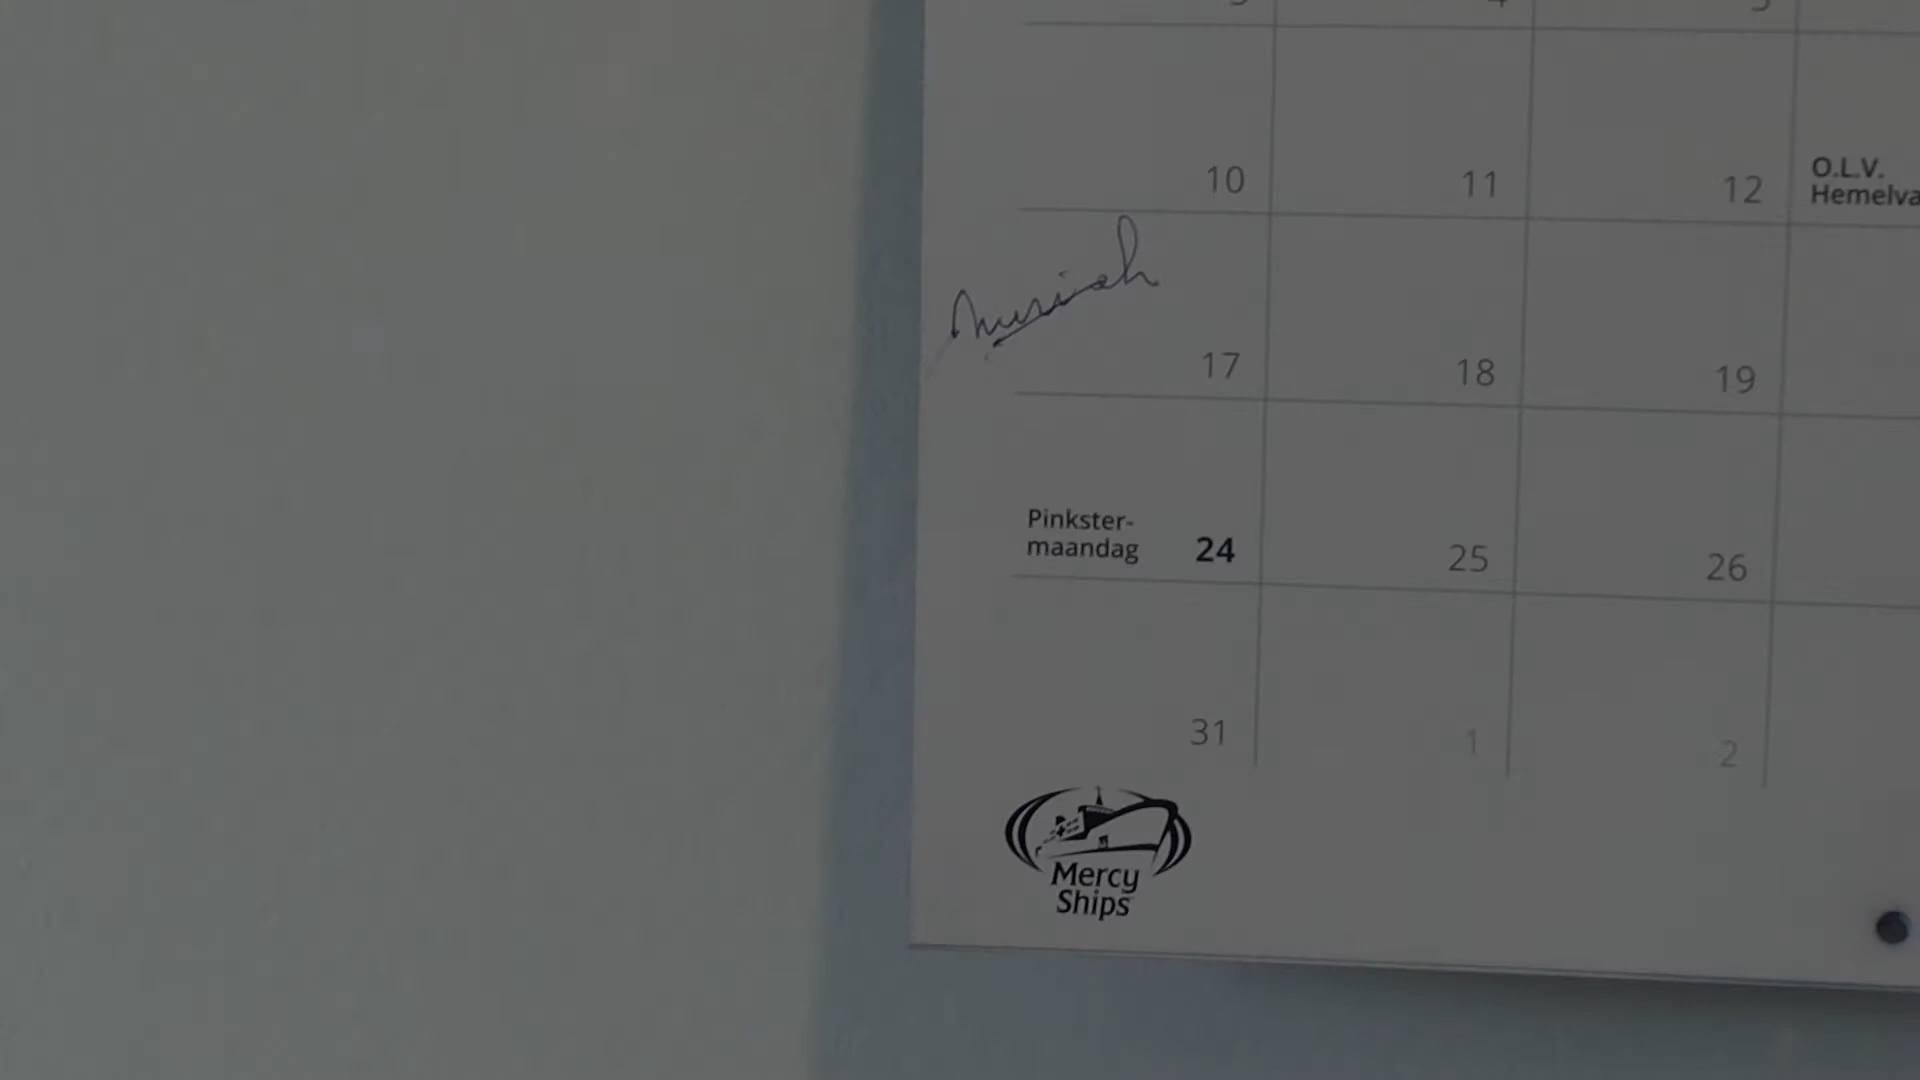 10 11 12 O.L.V.
Hemelva
17 18 19
Pinkster-
maandag 24 25 26
31 1 2
Mercy
Ships